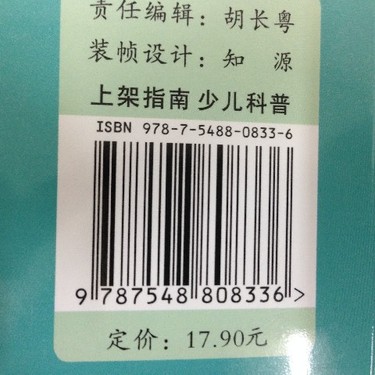 责任编辑：胡长粤
装帧设计：知 源
上架指南 少儿科普
ISBN 978-7-5488-0833-6
9 787548 808336>
定价：17.90元